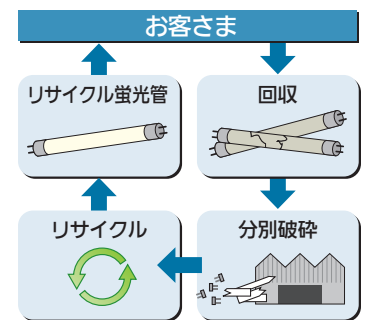 お客さま
リサイクル蛍光管
回収
リサイクル
分別破砕